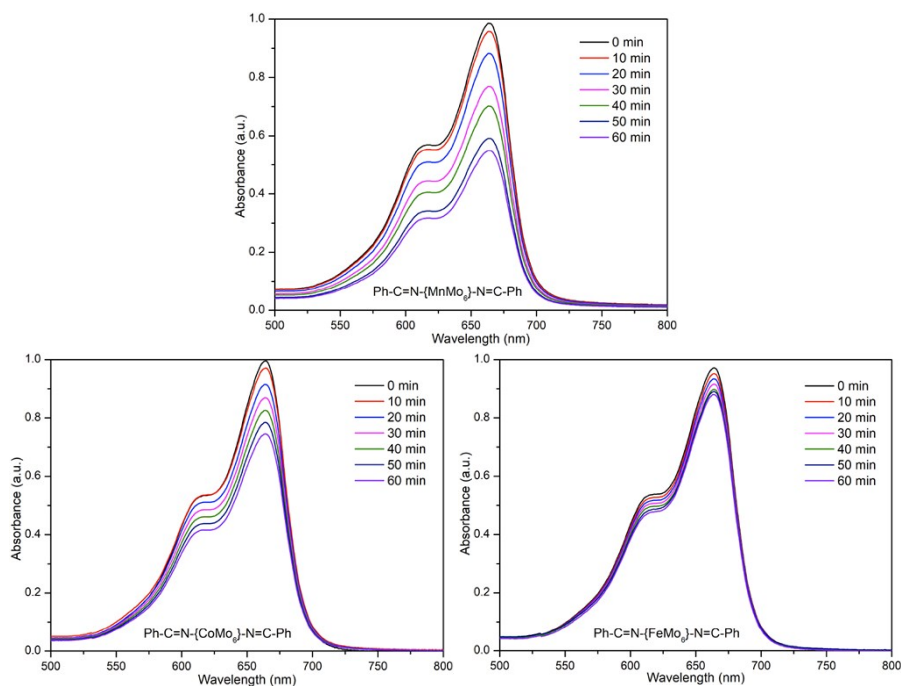 1.0
0.8
0.6
0.4
0.2
0.0
Absorbance (a.u.)
0 min
10 min
20 min
30 min
40 min
50 min
60 min
Ph-C=N-{MnMo6}-N=C-Ph
500 550 600 650 700 750 800
Wavelength (nm)
1.0
0.8
0.6
0.4
0.2
0.0
Absorbance (a.u.)
0 min
10 min
20 min
30 min
40 min
50 min
60 min
Ph-C=N-{CoMo6}-N=C-Ph
500 550 600 650 700 750 800
Wavelength (nm)
1.0
0.8
0.6
0.4
0.2
0.0
Absorbance (a.u.)
0 min
10 min
20 min
30 min
40 min
50 min
60 min
Ph-C=N-{FeMo6}-N=C-Ph
500 550 600 650 700 750 800
Wavelength (nm)